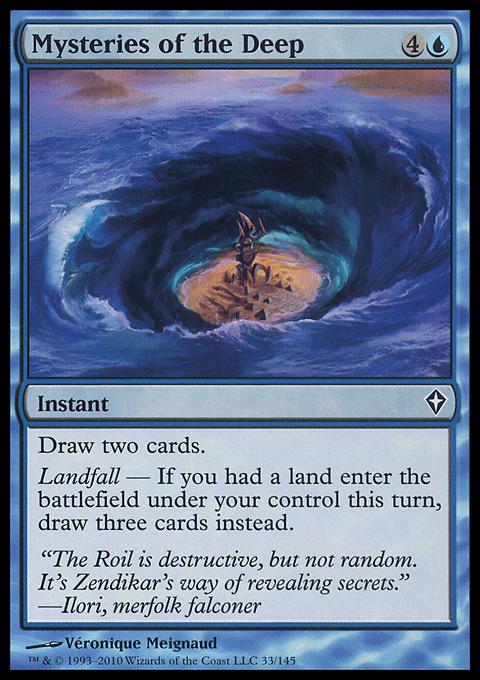 Mysteries of the Deep 4
Instant
Draw two cards.
Landfall — If you had a land enter the
battlefield under your control this turn,
draw three cards instead.
“The Roil is destructive, but not random.
It’s Zendikar’s way of revealing secrets.”
—Ilori, merfolk falconer
Véronique Meignaud
™ & © 1993–2010 Wizards of the Coast LLC 33/145